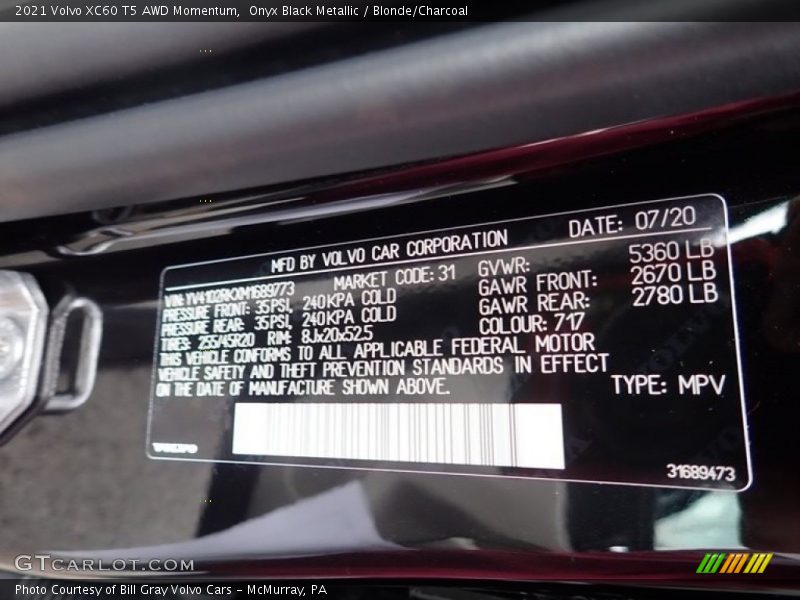 2021 Volvo XC60 T5 AWD Momentum, Onyx Black Metallic / Blonde/Charcoal
MFD BY VOLVO CAR CORPORATION DATE: 07/20
VIN: YV4102RKXM1689773 MARKET CODE: 31 GVWR: 5360 LB
PRESSURE FRONT: 35PSI, 240KPA COLD GAWR FRONT: 2670 LB
PRESSURE REAR: 35PSI, 240KPA COLD GAWR REAR: 2780 LB
TIRES: 255/45R20 RIM: 8Jx20x52.5 COLOUR: 717
THIS VEHICLE CONFORMS TO ALL APPLICABLE FEDERAL MOTOR
VEHICLE SAFETY AND THEFT PREVENTION STANDARDS IN EFFECT
ON THE DATE OF MANUFACTURE SHOWN ABOVE. TYPE: MPV
VOLVO 31689473
GTCARLOT.COM
Photo Courtesy of Bill Gray Volvo Cars - McMurray, PA